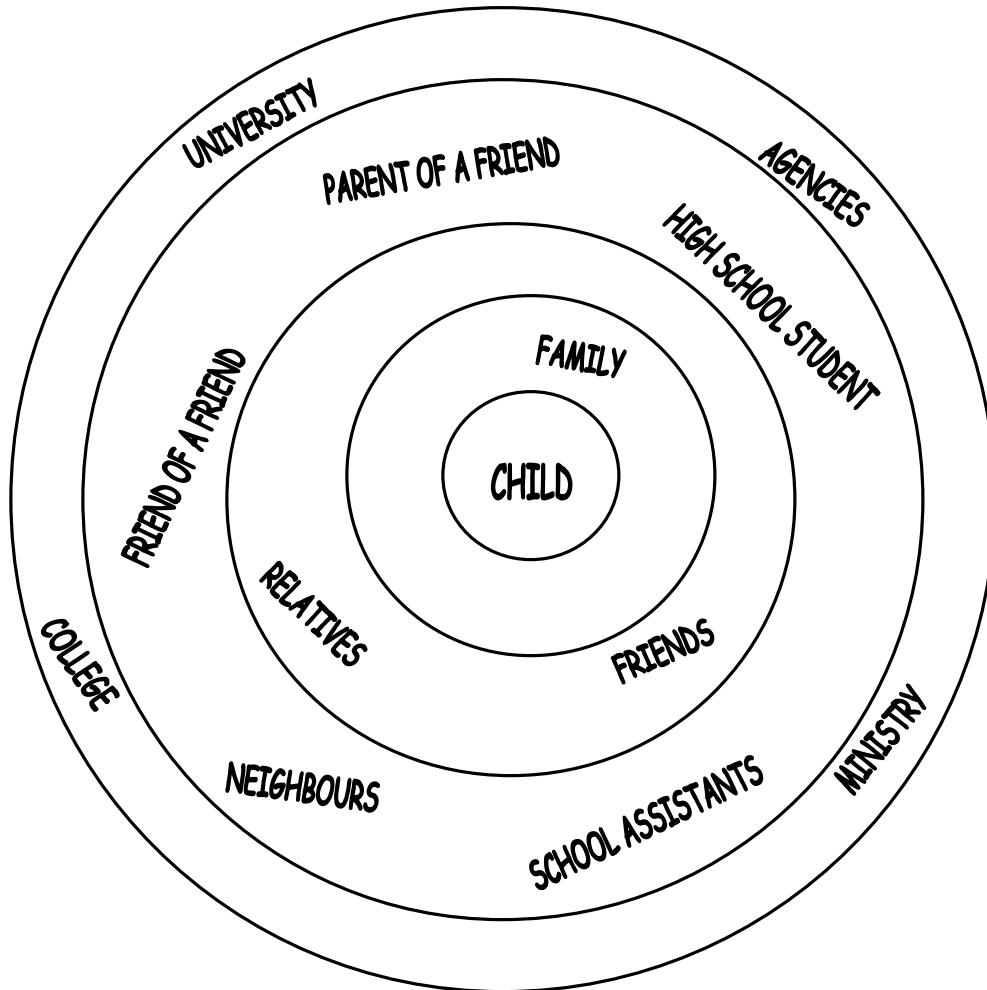 UNIVERSITY
AGENCIES
PARENT OF A FRIEND
HIGH SCHOOL STUDENT
FAMILY
FRIEND OF A FRIEND
CHILD
RELATIVES
FRIENDS
COLLEGE
MINISTRY
NEIGHBOURS
SCHOOL ASSISTANTS